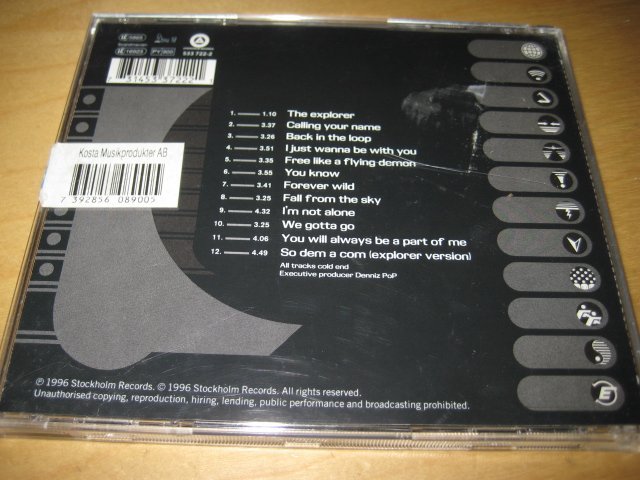 533 722-2
31453 37222
Kosta Musikprodukter AB
7 392856 089005
1. 1.10 The explorer
2. 3.37 Calling your name
3. 3.26 Back in the loop
4. 3.51 I just wanna be with you
5. 3.35 Free like a flying demon
6. 3.55 You know
7. 3.41 Forever wild
8. 3.25 Fall from the sky
9. 4.32 I'm not alone
10. 3.25 We gotta go
11. 4.06 You will always be a part of me
12. 4.49 So dem a com (explorer version)
All tracks cold end
Executive producer Denniz PoP
℗ 1996 Stockholm Records. © 1996 Stockholm Records. All rights reserved.
Unauthorised copying, reproduction, hiring, lending, public performance and broadcasting prohibited.